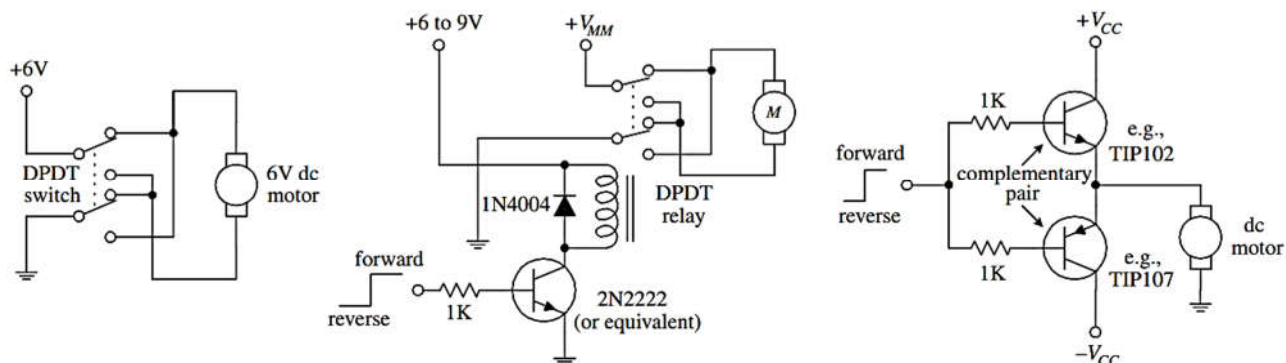 +6V
DPDT
switch
6V dc
motor
+6 to 9V
+V_MM
M
1N4004
DPDT
relay
forward
reverse
1K
2N2222
(or equivalent)
+V_CC
1K
e.g.,
TIP102
forward
complementary
pair
reverse
1K
e.g.,
TIP107
dc
motor
−V_CC